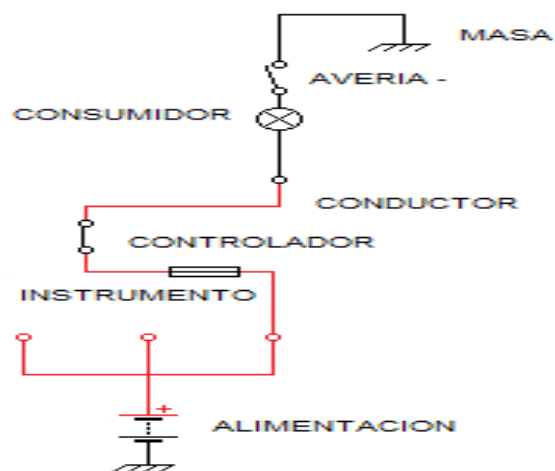 MASA
AVERIA -
CONSUMIDOR
CONDUCTOR
CONTROLADOR
INSTRUMENTO
+
ALIMENTACION